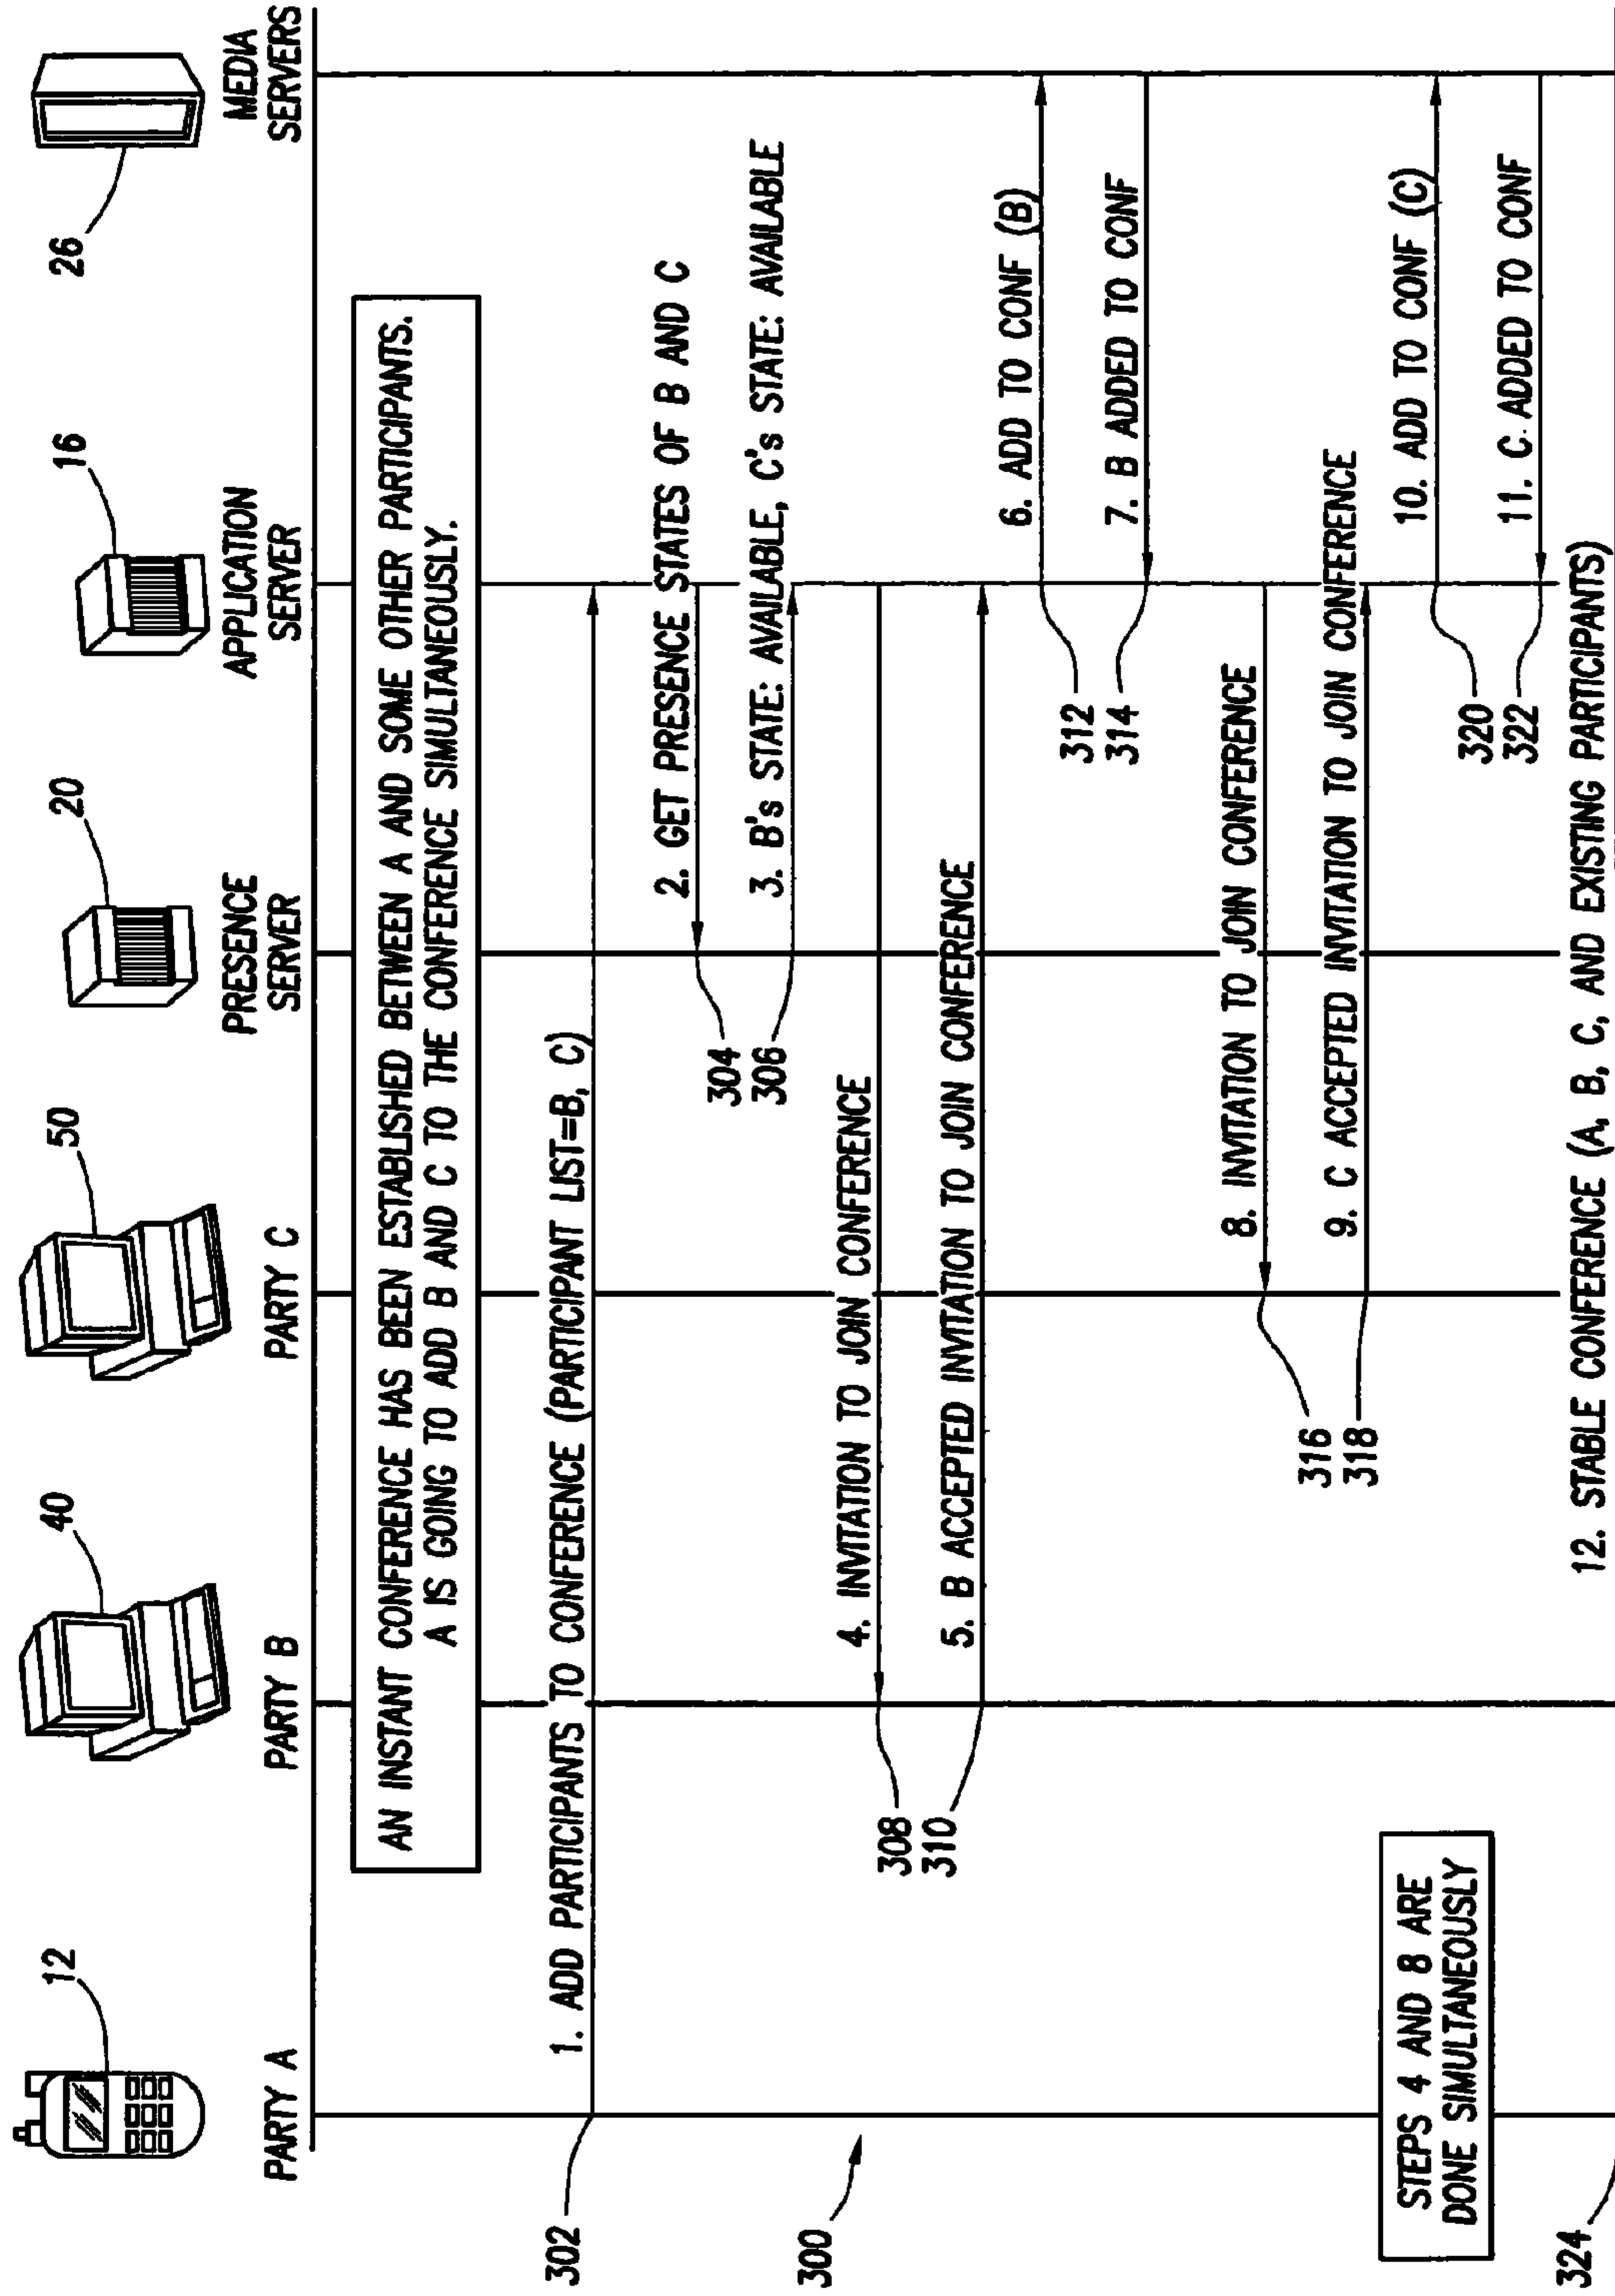 12
40
50
20
16
26
PARTY A
PARTY B
PARTY C
PRESENCE
SERVER
APPLICATION
SERVER
MEDIA
SERVERS
AN INSTANT CONFERENCE HAS BEEN ESTABLISHED BETWEEN A AND SOME OTHER PARTICIPANTS.
A IS GOING TO ADD B AND C TO THE CONFERENCE SIMULTANEOUSLY.
302
1. ADD PARTICIPANTS TO CONFERENCE (PARTICIPANT LIST=B, C)
2. GET PRESENCE STATES OF B AND C
304
3. B's STATE: AVAILABLE, C's STATE: AVAILABLE
306
300
4. INVITATION TO JOIN CONFERENCE
308
5. B ACCEPTED INVITATION TO JOIN CONFERENCE
310
6. ADD TO CONF (B)
312
7. B ADDED TO CONF
314
8. INVITATION TO JOIN CONFERENCE
316
9. C ACCEPTED INVITATION TO JOIN CONFERENCE
318
10. ADD TO CONF (C)
320
11. C. ADDED TO CONF
322
STEPS 4 AND 8 ARE
DONE SIMULTANEOUSLY
324
12. STABLE CONFERENCE (A, B, C, AND EXISTING PARTICIPANTS)